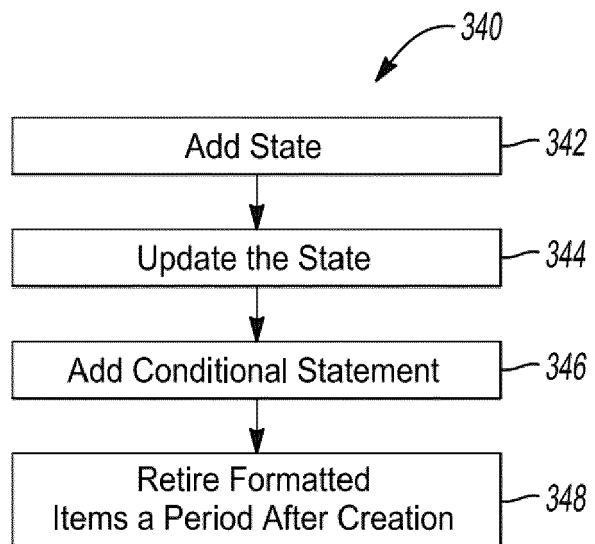 340
Add State
342
Update the State
344
Add Conditional Statement
346
Retire Formatted
Items a Period After Creation
348